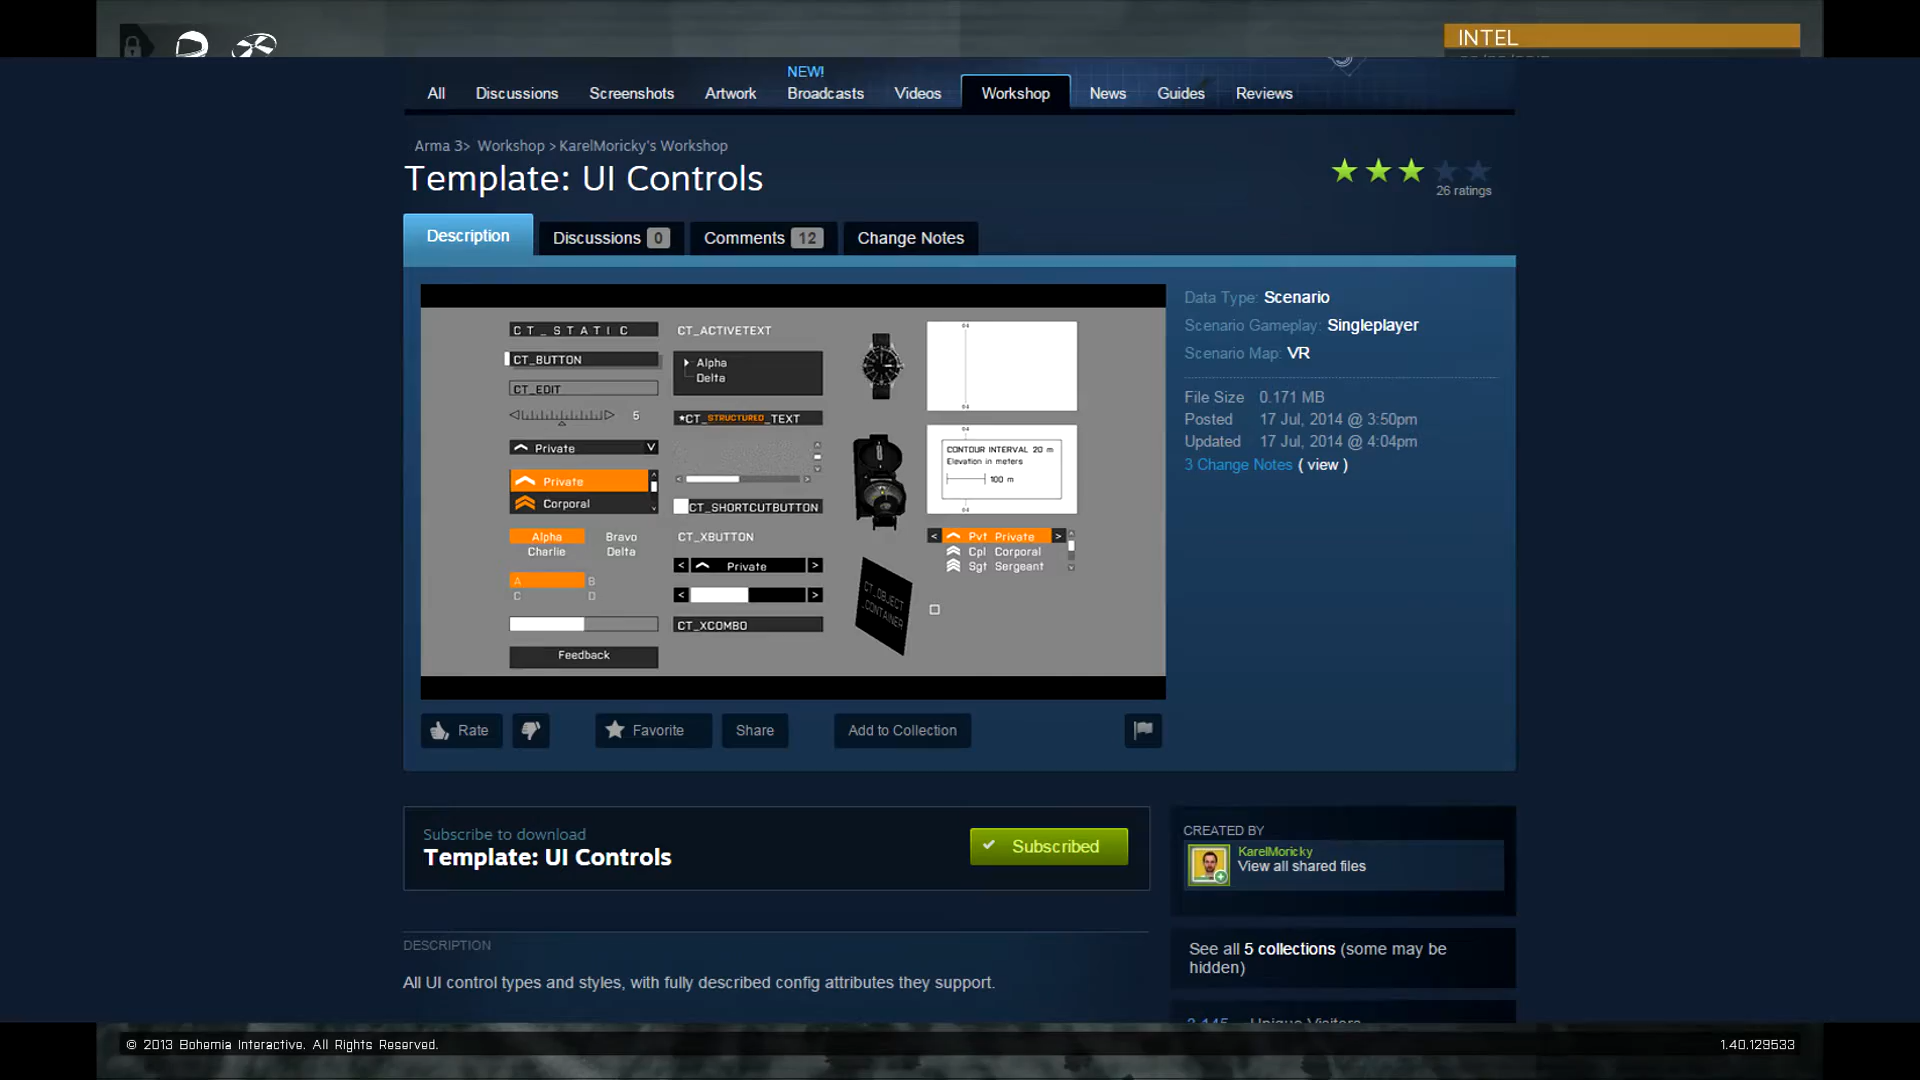 INTEL
NEW!
All Discussions Screenshots Artwork Broadcasts Videos Workshop News Guides Reviews
Arma 3> Workshop > KarelMoricky's Workshop
Template: UI Controls
26 ratings
Description Discussions 0 Comments 12 Change Notes
CT_STATIC
CT_BUTTON
CT_EDIT
5
Private
Private
Corporal
Alpha Bravo
Charlie Delta
A B
C D
Feedback
CT_ACTIVETEXT
Alpha
Delta
★CT_STRUCTURED_TEXT
CT_SHORTCUTBUTTON
CT_XBUTTON
Private
CT_XCOMBO
CT_OBJECT
_CONTAINER
CONTOUR INTERVAL 20 m
Elevation in meters
100 m
Pvt Private
Cpl Corporal
Sgt Sergeant
Data Type: Scenario
Scenario Gameplay: Singleplayer
Scenario Map: VR
File Size 0.171 MB
Posted 17 Jul, 2014 @ 3:50pm
Updated 17 Jul, 2014 @ 4:04pm
3 Change Notes ( view )
Rate Favorite Share Add to Collection
Subscribe to download
Template: UI Controls
Subscribed
CREATED BY
KarelMoricky
View all shared files
See all 5 collections (some may be
hidden)
DESCRIPTION
All UI control types and styles, with fully described config attributes they support.
Unique Visitors
© 2013 Bohemia Interactive. All Rights Reserved.
1.40.129533